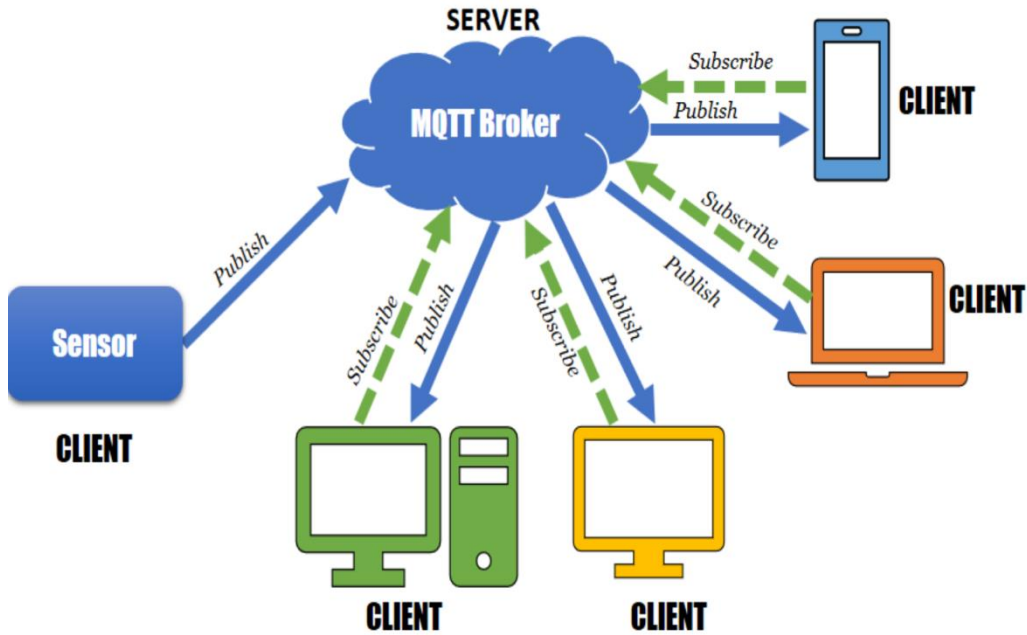 SERVER
MQTT Broker
Subscribe
Publish
CLIENT
Subscribe
Publish
CLIENT
Publish
Sensor
CLIENT
Subscribe
Publish
CLIENT
Subscribe
Publish
CLIENT